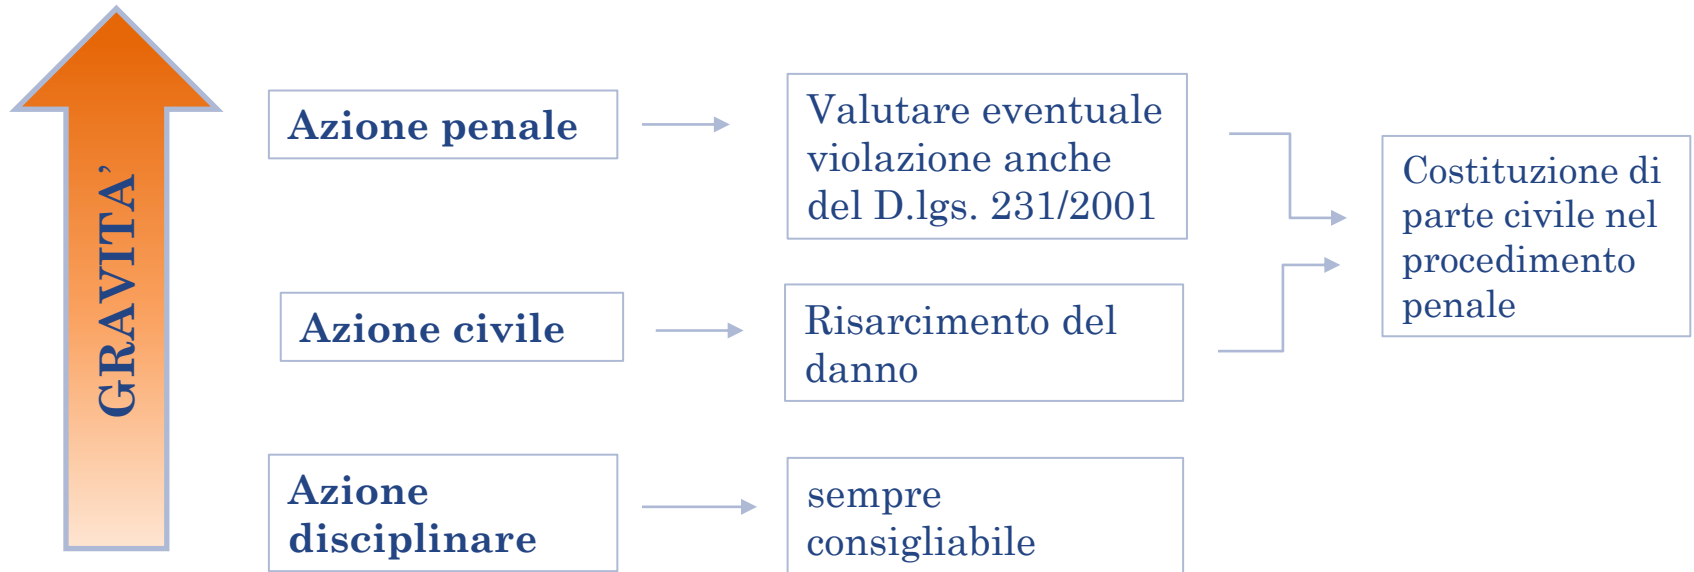 GRAVITA’
Azione penale
Valutare eventuale
violazione anche
del D.lgs. 231/2001
Costituzione di
parte civile nel
procedimento
penale
Azione civile
Risarcimento del
danno
Azione
disciplinare
sempre
consigliabile